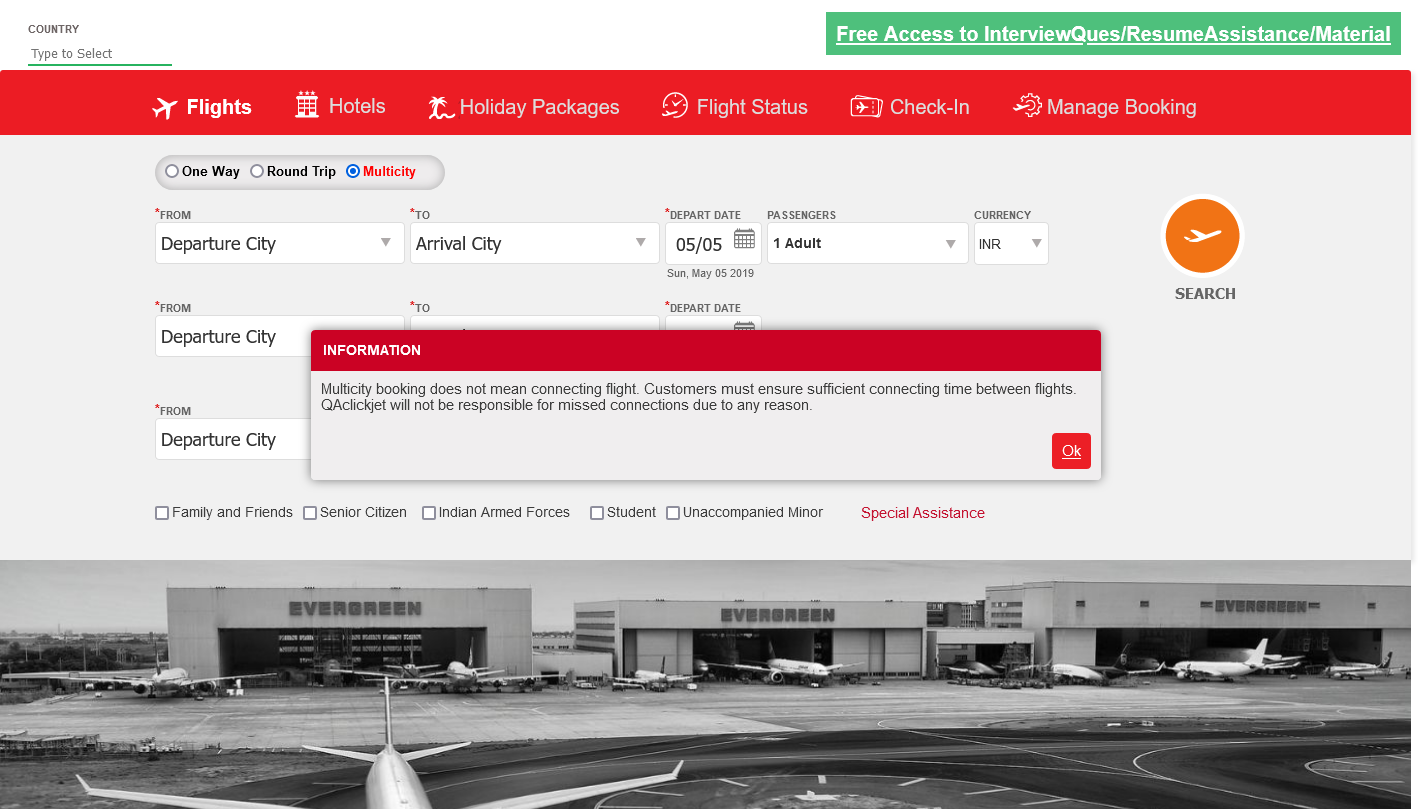 COUNTRY
Type to Select
Free Access to InterviewQues/ResumeAssistance/Material
Flights
Hotels
Holiday Packages
Flight Status
Check-In
Manage Booking
One Way
Round Trip
Multicity
*FROM
*TO
*DEPART DATE
PASSENGERS
CURRENCY
Departure City
Arrival City
05/05
1 Adult
INR
Sun, May 05 2019
SEARCH
*FROM
*TO
*DEPART DATE
Departure City
INFORMATION
Multicity booking does not mean connecting flight. Customers must ensure sufficient connecting time between flights.
QAclickjet will not be responsible for missed connections due to any reason.
Ok
*FROM
Departure City
Family and Friends
Senior Citizen
Indian Armed Forces
Student
Unaccompanied Minor
Special Assistance
EVERGREEN
EVERGREEN
EVERGREEN